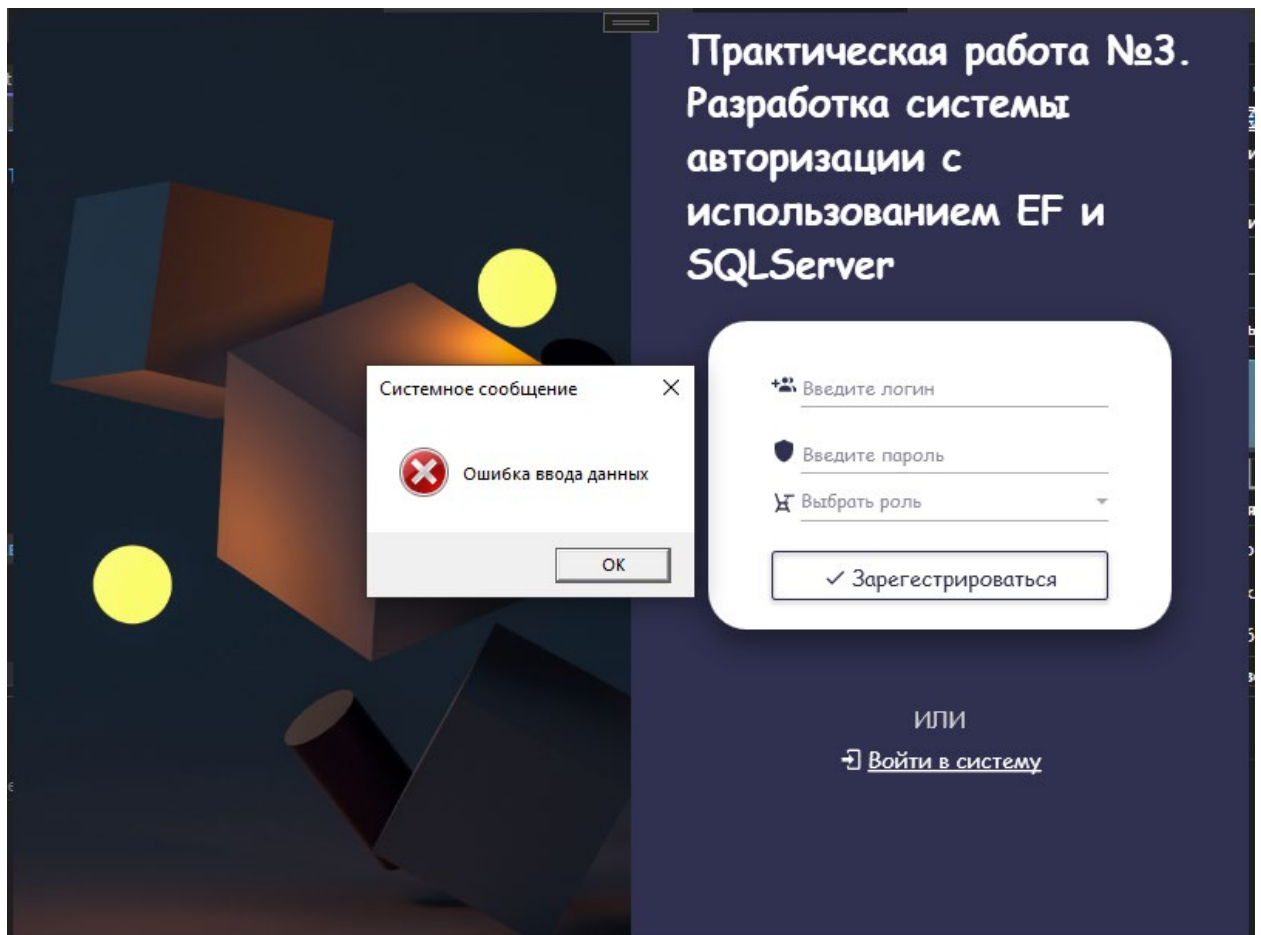 Практическая работа №3.
Разработка системы
авторизации с
использованием EF и
SQLServer
Системное сообщение
Ошибка ввода данных
ОК
Введите логин
Введите пароль
Выбрать роль
Зарегестрироваться
ИЛИ
Войти в систему